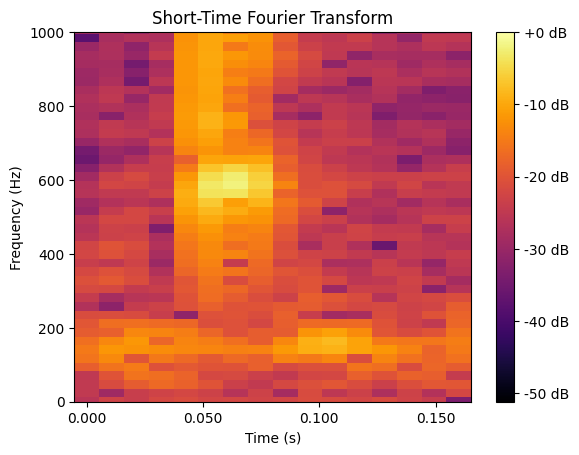 Short-Time Fourier Transform
1000
800
600
400
200
0
Frequency (Hz)
0.000
0.050
0.100
0.150
Time (s)
+0 dB
-10 dB
-20 dB
-30 dB
-40 dB
-50 dB